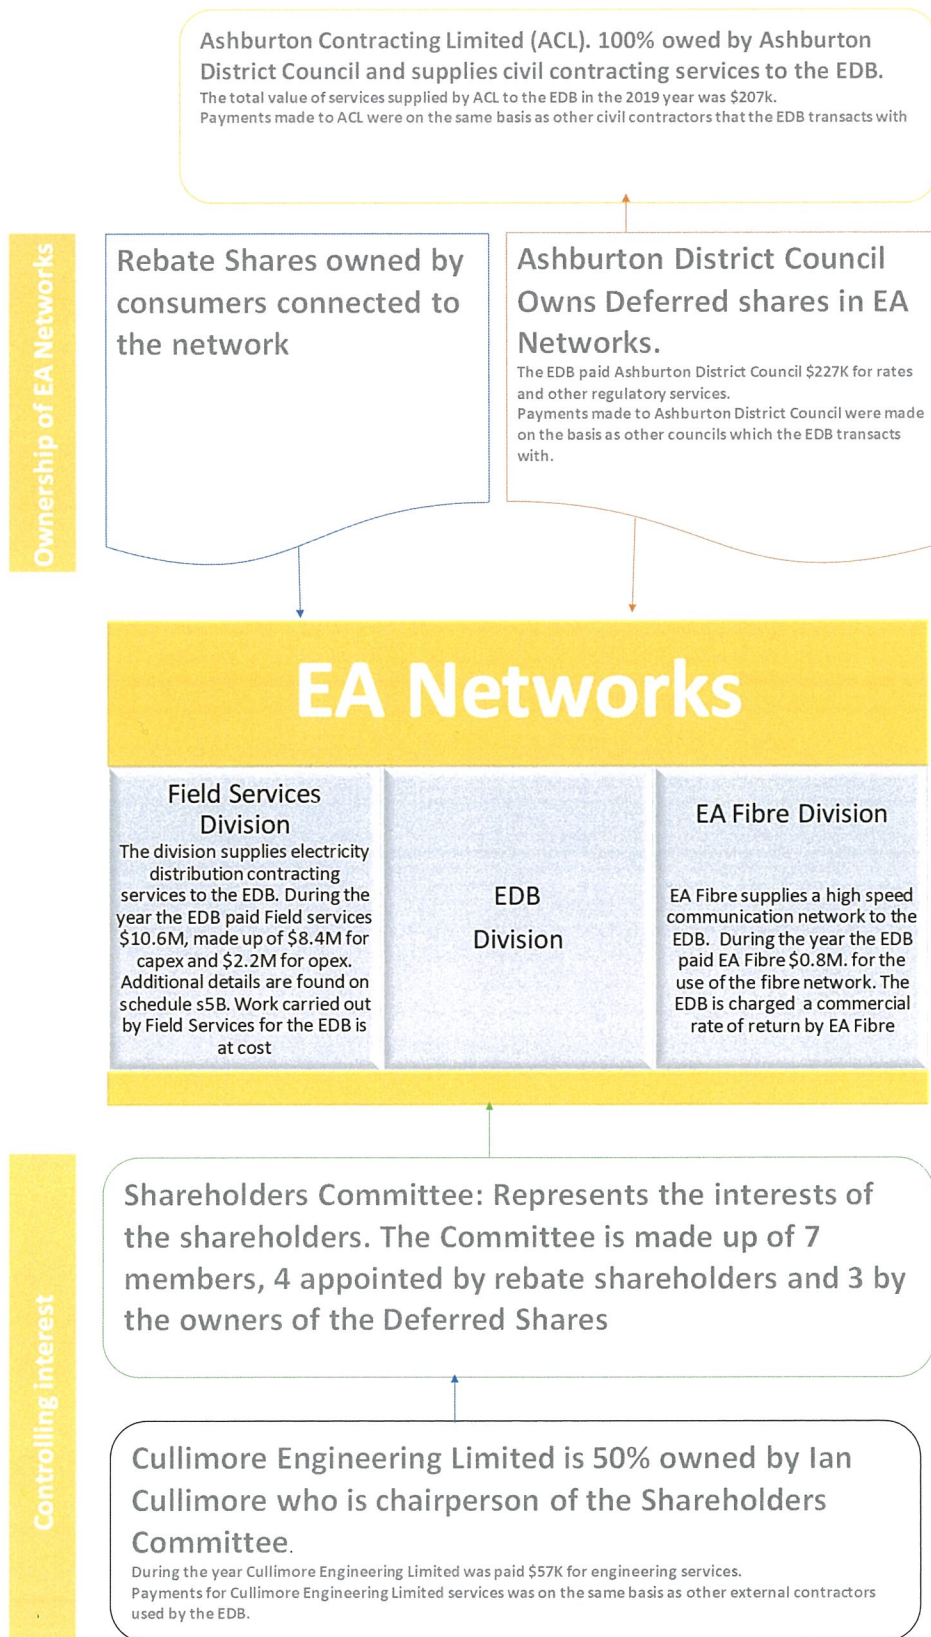 Ashburton Contracting Limited (ACL). 100% owed by Ashburton
District Council and supplies civil contracting services to the EDB.
The total value of services supplied by ACL to the EDB in the 2019 year was $207k.
Payments made to ACL were on the same basis as other civil contractors that the EDB transacts with
Ownership of EA Networks
Rebate Shares owned by
consumers connected to
the network
Ashburton District Council
Owns Deferred shares in EA
Networks.
The EDB paid Ashburton District Council $227K for rates
and other regulatory services.
Payments made to Ashburton District Council were made
on the basis as other councils which the EDB transacts
with.
EA Networks
Field Services
Division
The division supplies electricity
distribution contracting
services to the EDB. During the
year the EDB paid Field services
$10.6M, made up of $8.4M for
capex and $2.2M for opex.
Additional details are found on
schedule s5B. Work carried out
by Field Services for the EDB is
at cost
EDB
Division
EA Fibre Division
EA Fibre supplies a high speed
communication network to the
EDB. During the year the EDB
paid EA Fibre $0.8M. for the
use of the fibre network. The
EDB is charged a commercial
rate of return by EA Fibre
Controlling interest
Shareholders Committee: Represents the interests of
the shareholders. The Committee is made up of 7
members, 4 appointed by rebate shareholders and 3 by
the owners of the Deferred Shares
Cullimore Engineering Limited is 50% owned by Ian
Cullimore who is chairperson of the Shareholders
Committee.
During the year Cullimore Engineering Limited was paid $57K for engineering services.
Payments for Cullimore Engineering Limited services was on the same basis as other external contractors
used by the EDB.